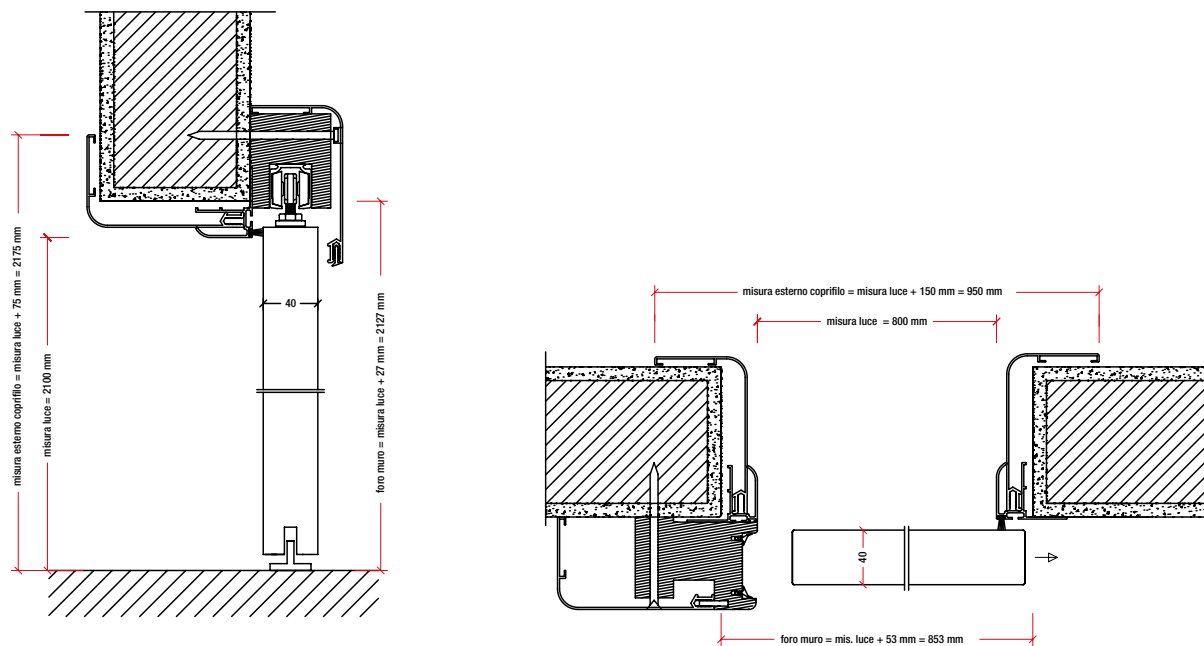 misura esterno coprifilo = misura luce + 75 mm = 2175 mm
misura luce = 2100 mm
40
foro muro = misura luce + 27 mm = 2127 mm
misura esterno coprifilo = misura luce + 150 mm = 950 mm
misura luce = 800 mm
40
foro muro = mis. luce + 53 mm = 853 mm